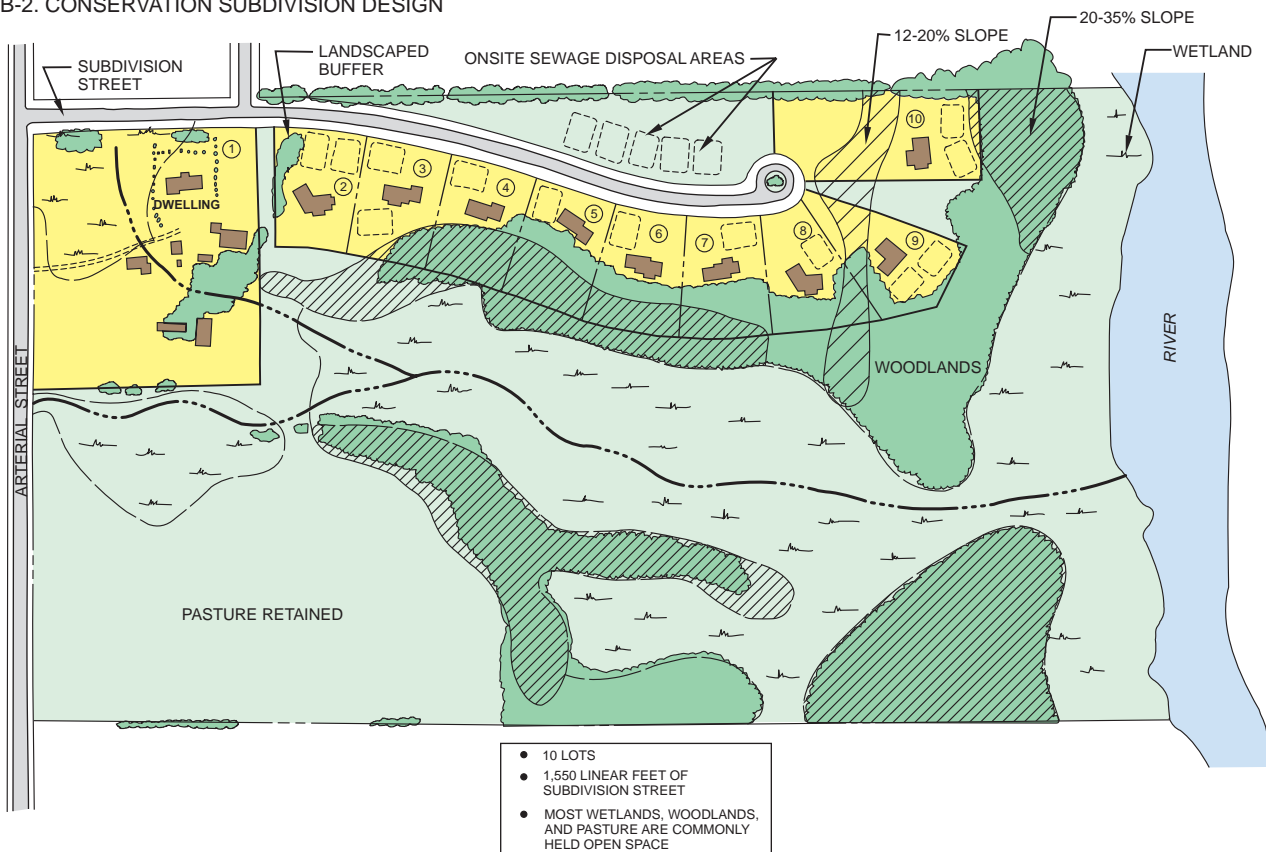 B-2. CONSERVATION SUBDIVISION DESIGN
20-35% SLOPE
12-20% SLOPE
WETLAND
LANDSCAPED
BUFFER
ONSITE SEWAGE DISPOSAL AREAS
SUBDIVISION
STREET
1
2
3
4
5
6
7
8
9
10
DWELLING
WOODLANDS
RIVER
ARTERIAL STREET
PASTURE RETAINED
● 10 LOTS
● 1,550 LINEAR FEET OF
SUBDIVISION STREET
● MOST WETLANDS, WOODLANDS,
AND PASTURE ARE COMMONLY
HELD OPEN SPACE